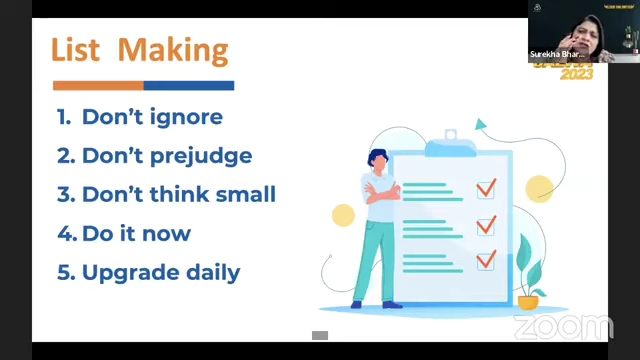 List Making
1. Don't ignore
2. Don't prejudge
3. Don't think small
4. Do it now
5. Upgrade daily
Surekha Bhar...
2023
zoom